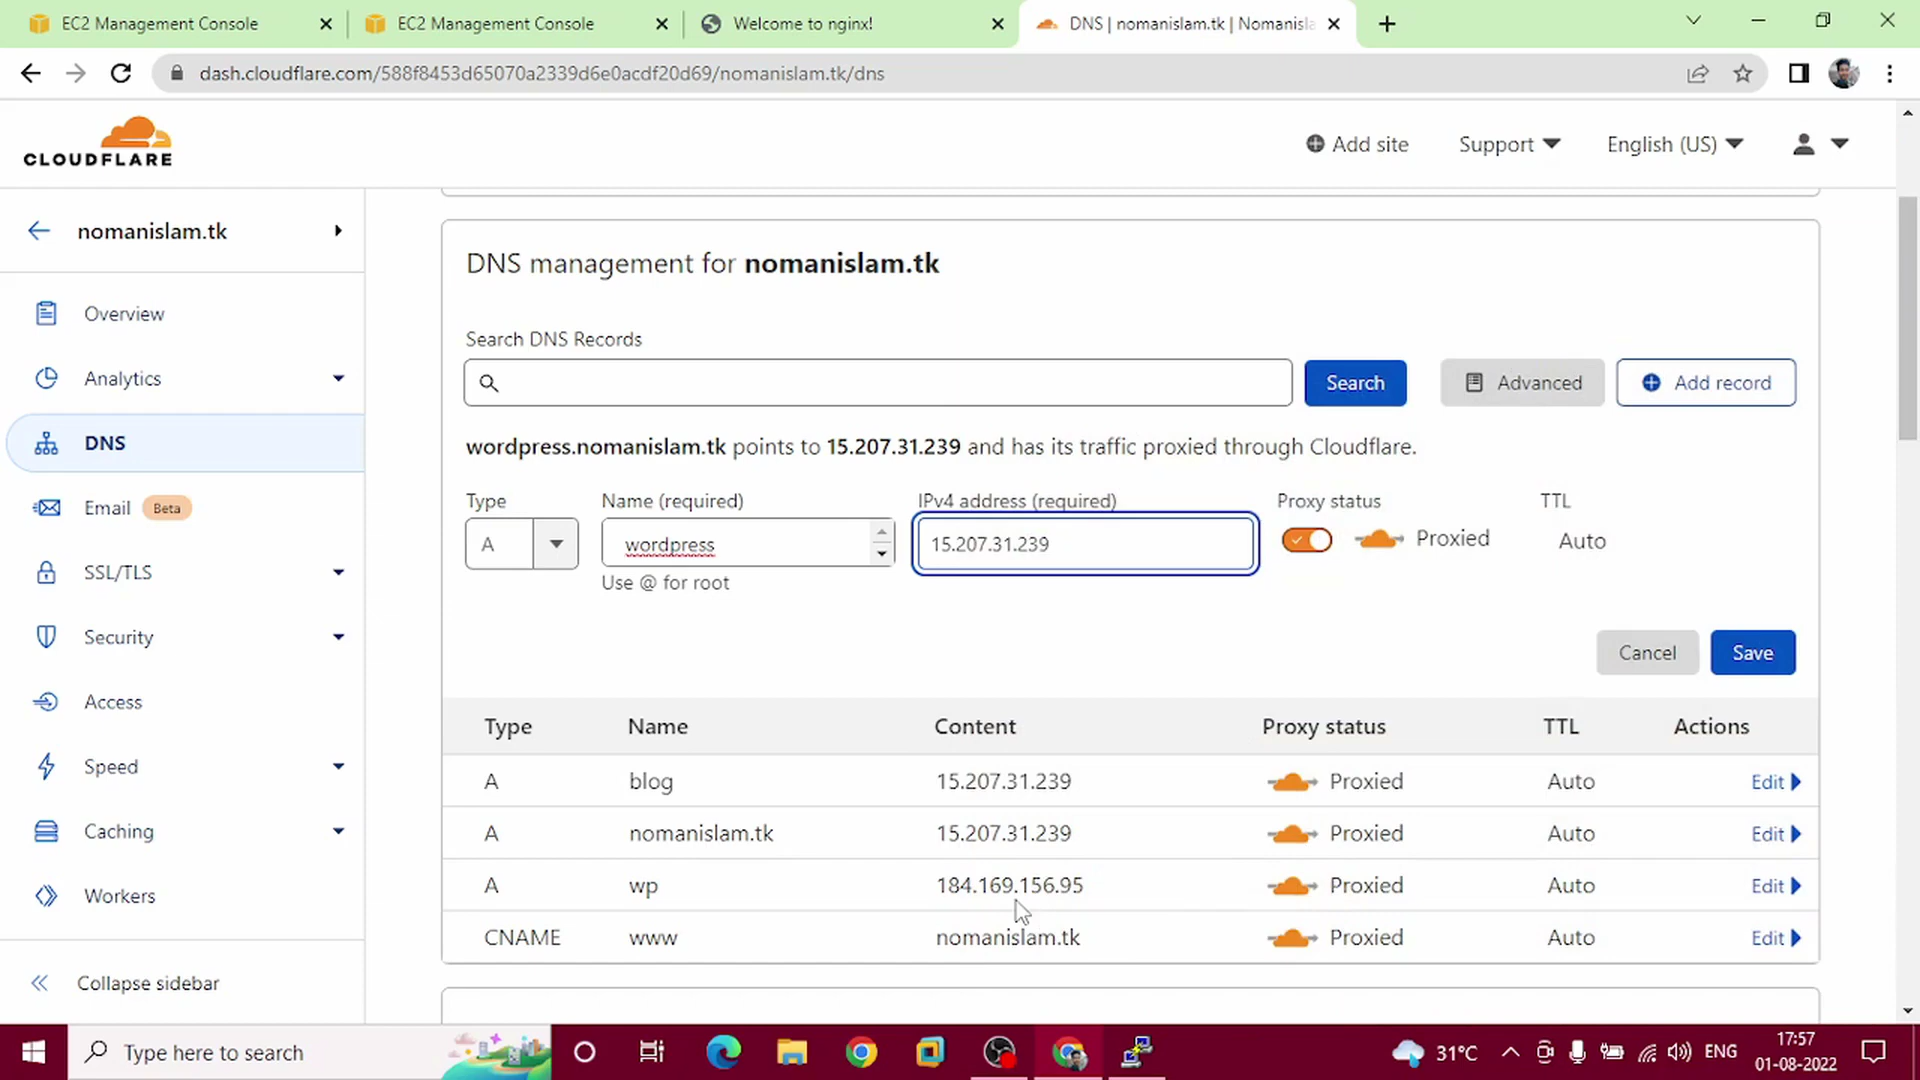 EC2 Management Console
EC2 Management Console
Welcome to nginx!
DNS | nomanislam.tk | Nomanisla
dash.cloudflare.com/588f8453d65070a2339d6e0acdf20d69/nomanislam.tk/dns
CLOUDFLARE
Add site
Support
English (US)
nomanislam.tk
Overview
Analytics
DNS
Email Beta
SSL/TLS
Security
Access
Speed
Caching
Workers
Collapse sidebar
DNS management for nomanislam.tk
Search DNS Records
Search
Advanced
Add record
wordpress.nomanislam.tk points to 15.207.31.239 and has its traffic proxied through Cloudflare.
Type Name (required) IPv4 address (required) Proxy status TTL
A wordpress 15.207.31.239 Proxied Auto
Use @ for root
Cancel Save
Type Name Content Proxy status TTL Actions
A blog 15.207.31.239 Proxied Auto Edit
A nomanislam.tk 15.207.31.239 Proxied Auto Edit
A wp 184.169.156.95 Proxied Auto Edit
CNAME www nomanislam.tk Proxied Auto Edit
Type here to search
31°C
ENG
17:57
01-08-2022